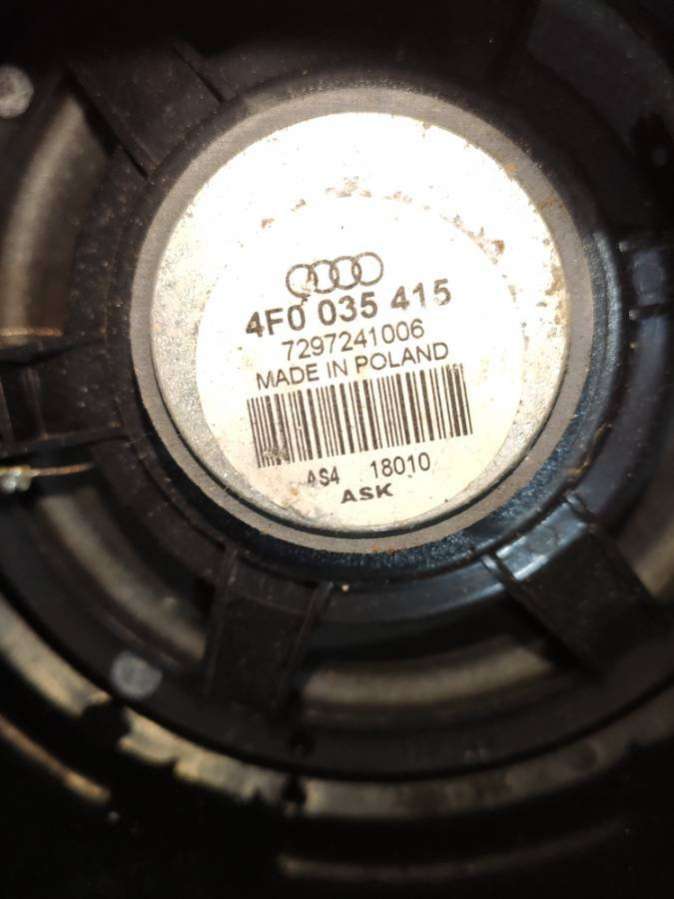 4F0 035 415
7297241006
MADE IN POLAND
AS4 18010
ASK